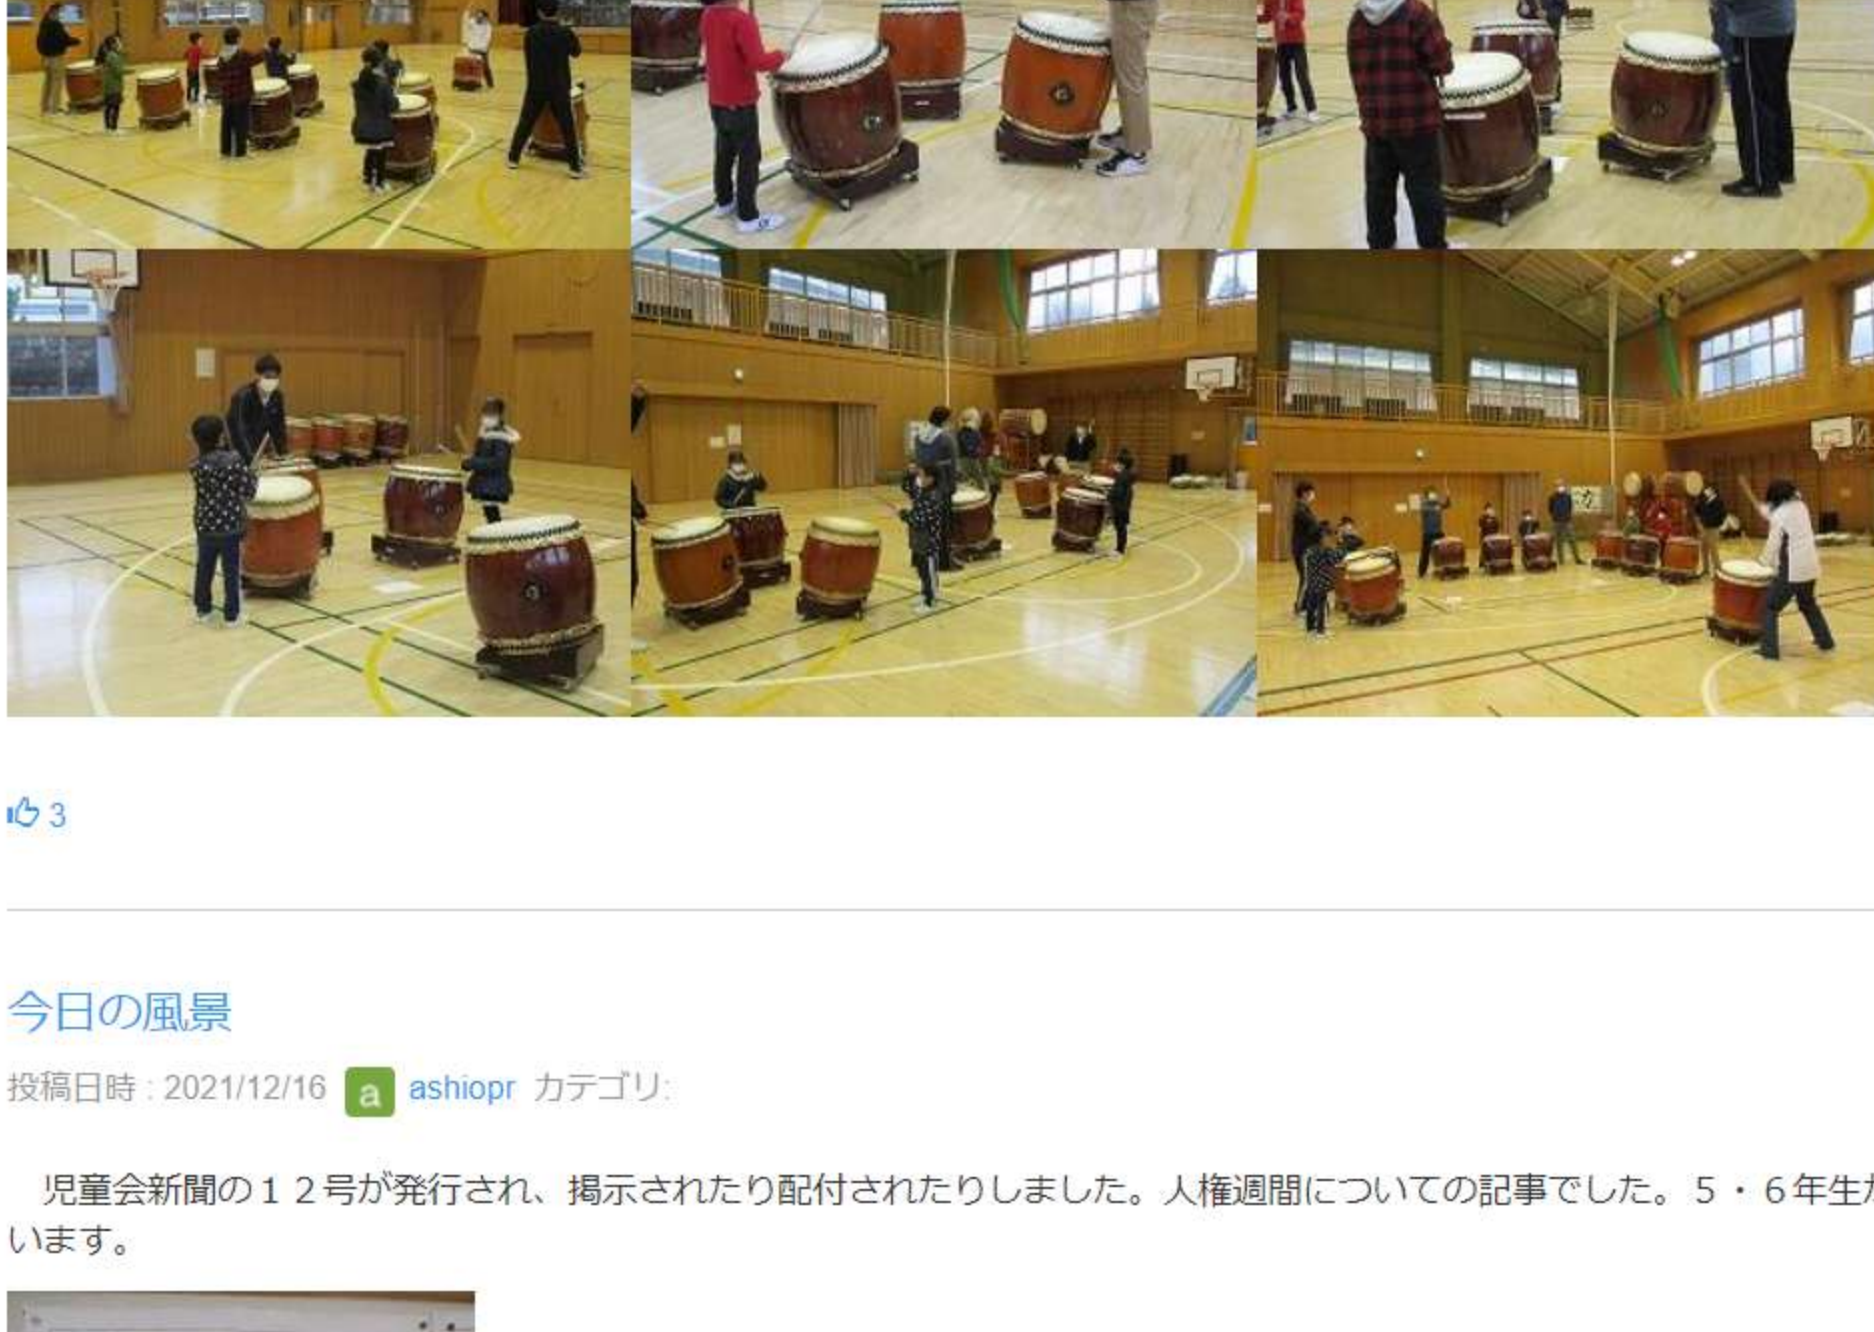 3
今日の風景
投稿日時 : 2021/12/16 a ashiopr カテゴリ:
児童会新聞の１２号が発行され、掲示されたり配付されたりしました。人権週間についての記事でした。５・６年生が
います。